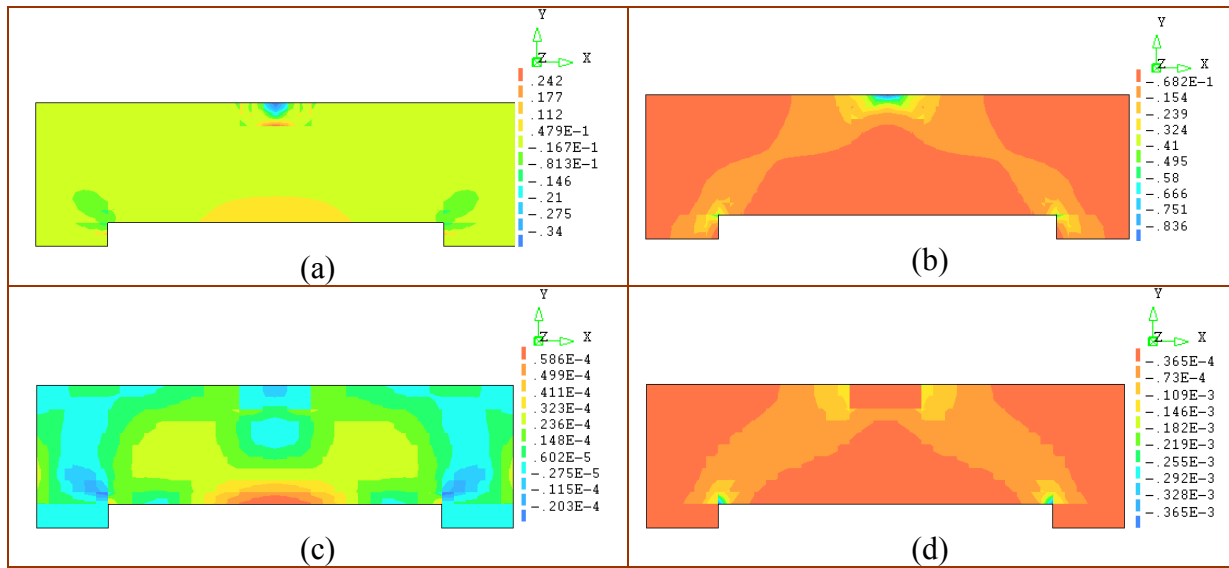 Y
Z X
.242
.177
.112
.479E-1
-.167E-1
-.813E-1
-.146
-.21
-.275
-.34
(a)
Y
Z X
-.682E-1
-.154
-.239
-.324
-.41
-.495
-.58
-.666
-.751
-.836
(b)
Y
Z X
.586E-4
.499E-4
.411E-4
.323E-4
.236E-4
.148E-4
.602E-5
-.275E-5
-.115E-4
-.203E-4
(c)
Y
Z X
-.365E-4
-.73E-4
-.109E-3
-.146E-3
-.182E-3
-.219E-3
-.255E-3
-.292E-3
-.328E-3
-.365E-3
(d)